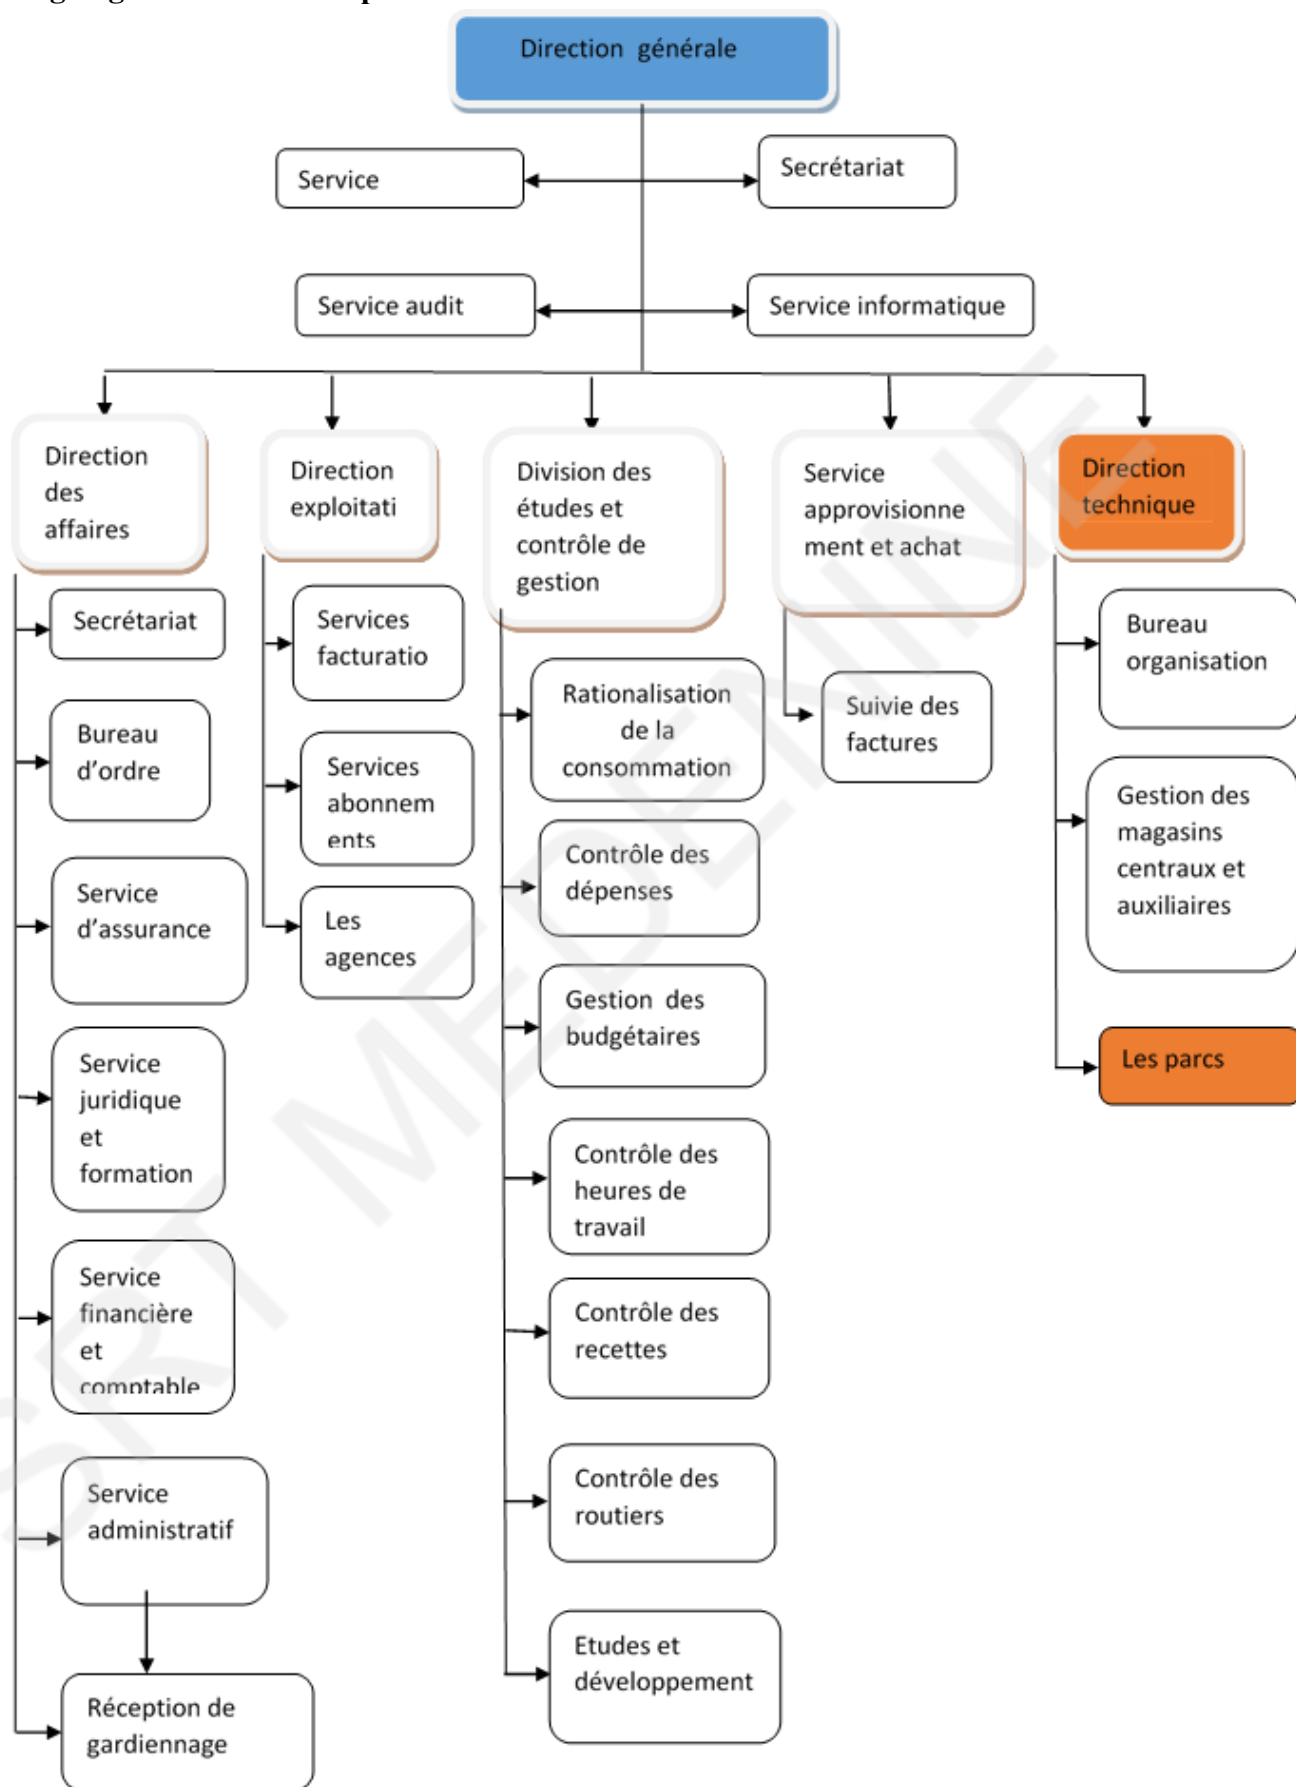 Direction générale
Service
Secrétariat
Service audit
Service informatique
Direction
des
affaires
Direction
exploitati
Division des
études et
contrôle de
gestion
Service
approvisionne
ment et achat
Direction
technique
Secrétariat
Bureau
d'ordre
Service
d'assurance
Service
juridique
et
formation
Service
financière
et
comptable
Service
administratif
Réception de
gardiennage
Services
facturatio
Services
abonnem
ents
Les
agences
Rationalisation
de la
consommation
Contrôle des
dépenses
Gestion des
budgétaires
Contrôle des
heures de
travail
Contrôle des
recettes
Contrôle des
routiers
Etudes et
développement
Suivie des
factures
Bureau
organisation
Gestion des
magasins
centraux et
auxiliaires
Les parcs
SRT MEDENINE